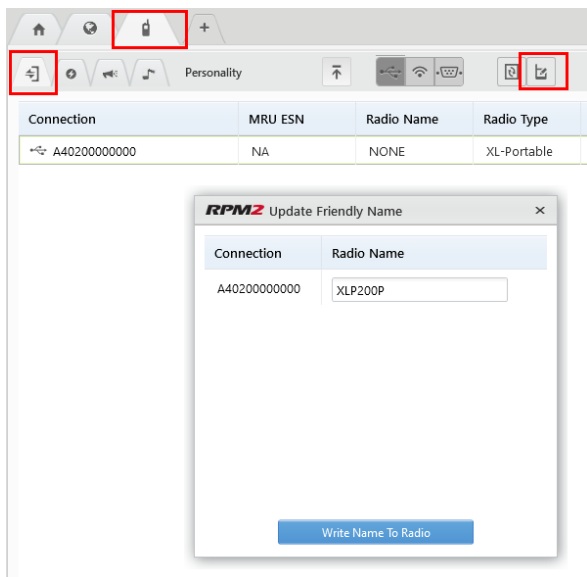 +
Personality
Connection MRU ESN Radio Name Radio Type
A40200000000 NA NONE XL-Portable
RPM2 Update Friendly Name ×
Connection Radio Name
A40200000000 XLP200P
Write Name To Radio